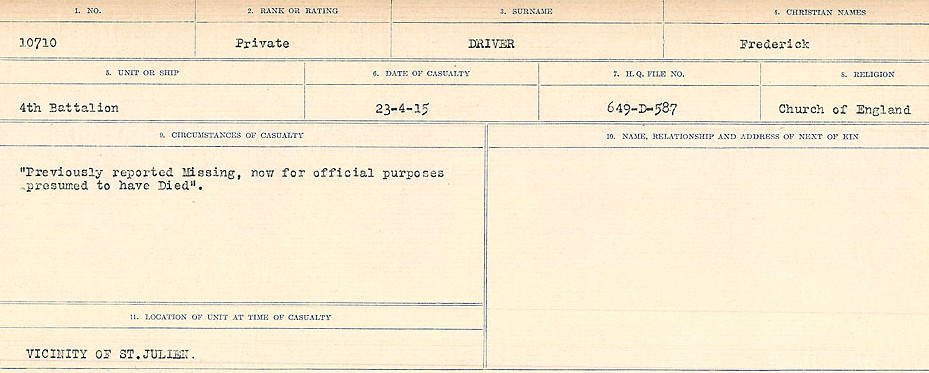 1. NO. 2. RANK OR RATING 3. SURNAME 4. CHRISTIAN NAMES
10710 Private DRIVER Frederick
5. UNIT OR SHIP 6. DATE OF CASUALTY 7. H.Q. FILE NO. 8. RELIGION
4th Battalion 23-4-15 649-D-587 Church of England
9. CIRCUMSTANCES OF CASUALTY 10. NAME, RELATIONSHIP AND ADDRESS OF NEXT OF KIN
"Previously reported Missing, now for official purposes
presumed to have Died".
11. LOCATION OF UNIT AT TIME OF CASUALTY
VICINITY OF ST.JULIEN.